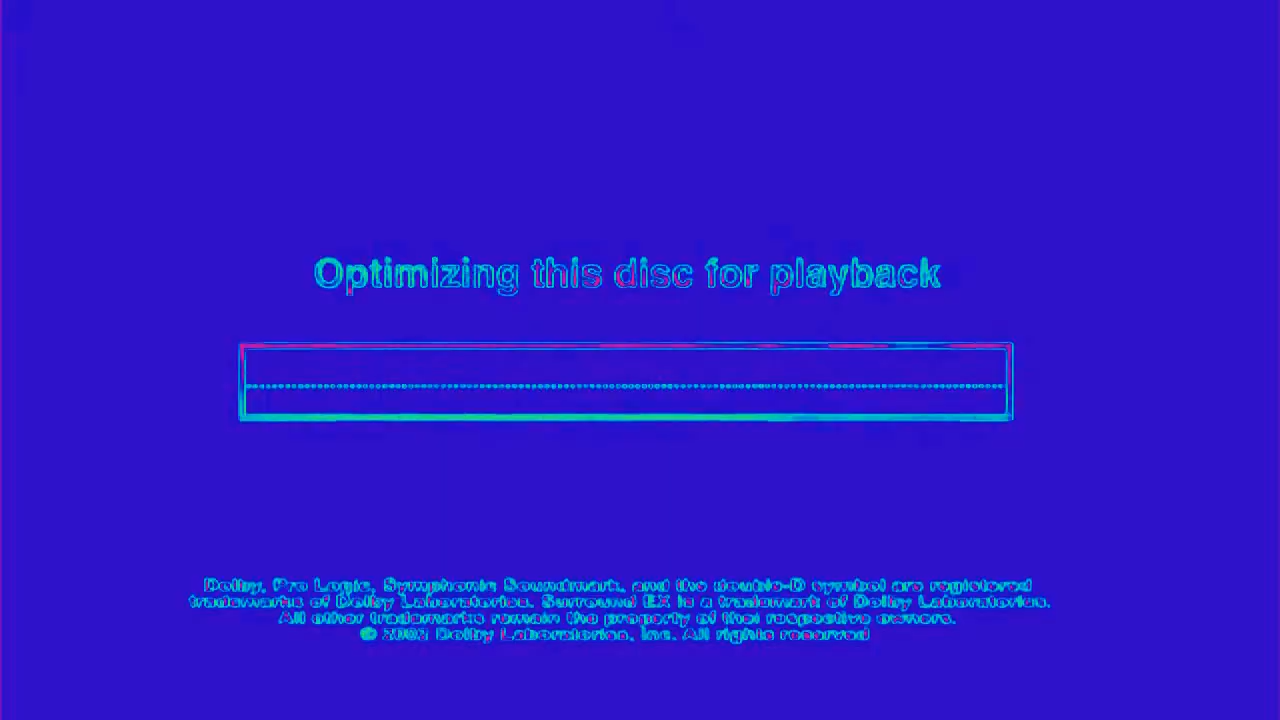 Optimizing this disc for playback
Dolby, Pro Logic, Symphonic Soundmark, and the double-D symbol are registered
trademarks of Dolby Laboratories. Surround EX is a trademark of Dolby Laboratories.
All other trademarks remain the property of thei respective owners.
© 2002 Dolby Laboratories, Inc. All rights reserved